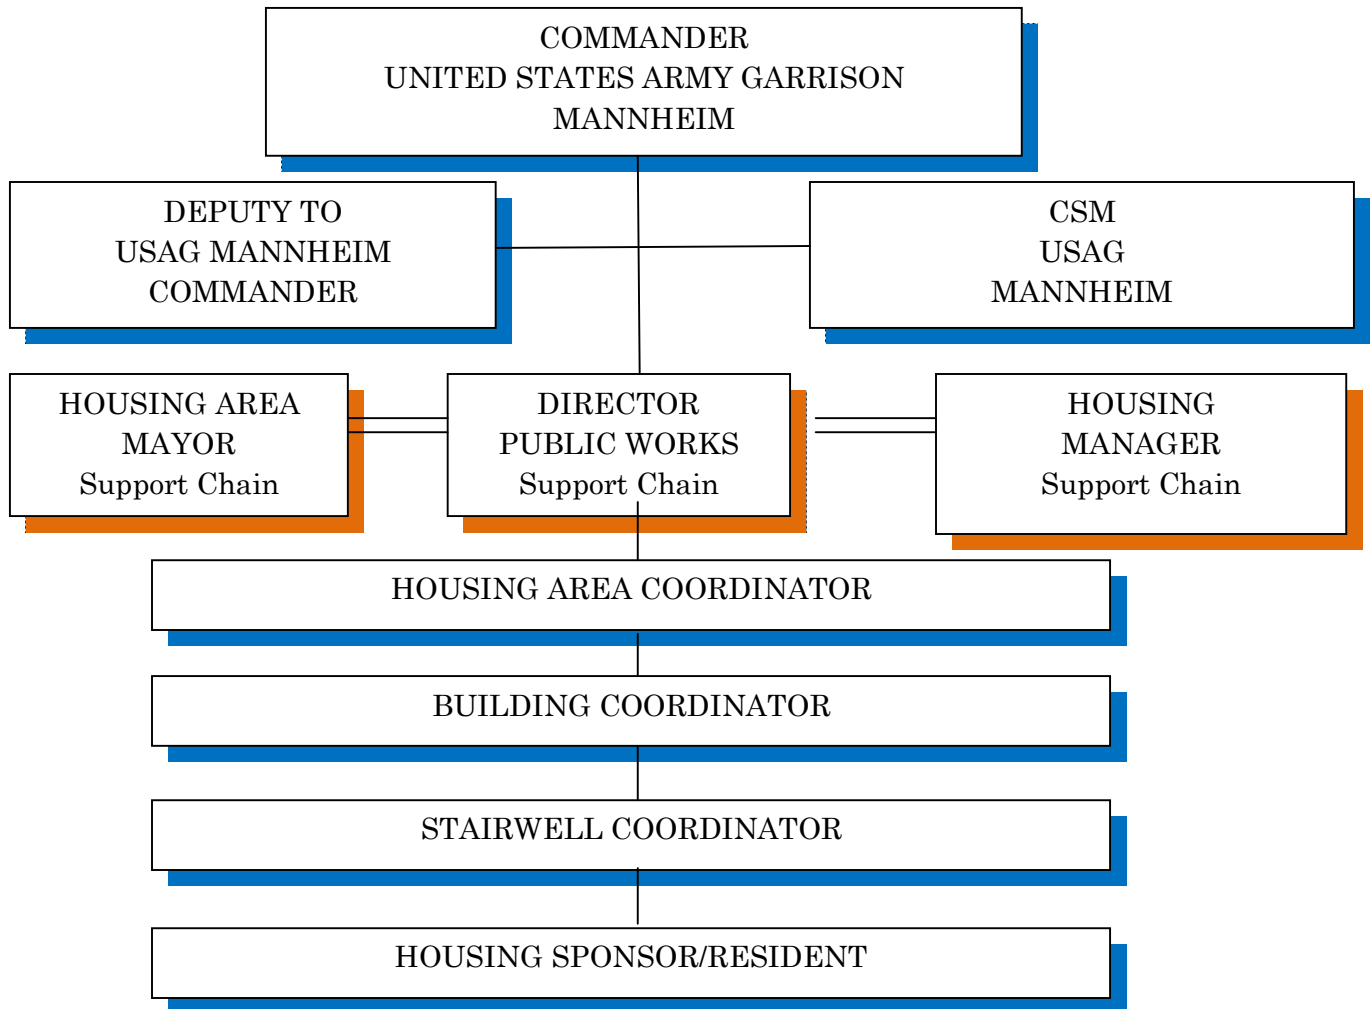 COMMANDER
UNITED STATES ARMY GARRISON
MANNHEIM
DEPUTY TO
USAG MANNHEIM
COMMANDER
CSM
USAG
MANNHEIM
HOUSING AREA
MAYOR
Support Chain
DIRECTOR
PUBLIC WORKS
Support Chain
HOUSING
MANAGER
Support Chain
HOUSING AREA COORDINATOR
BUILDING COORDINATOR
STAIRWELL COORDINATOR
HOUSING SPONSOR/RESIDENT